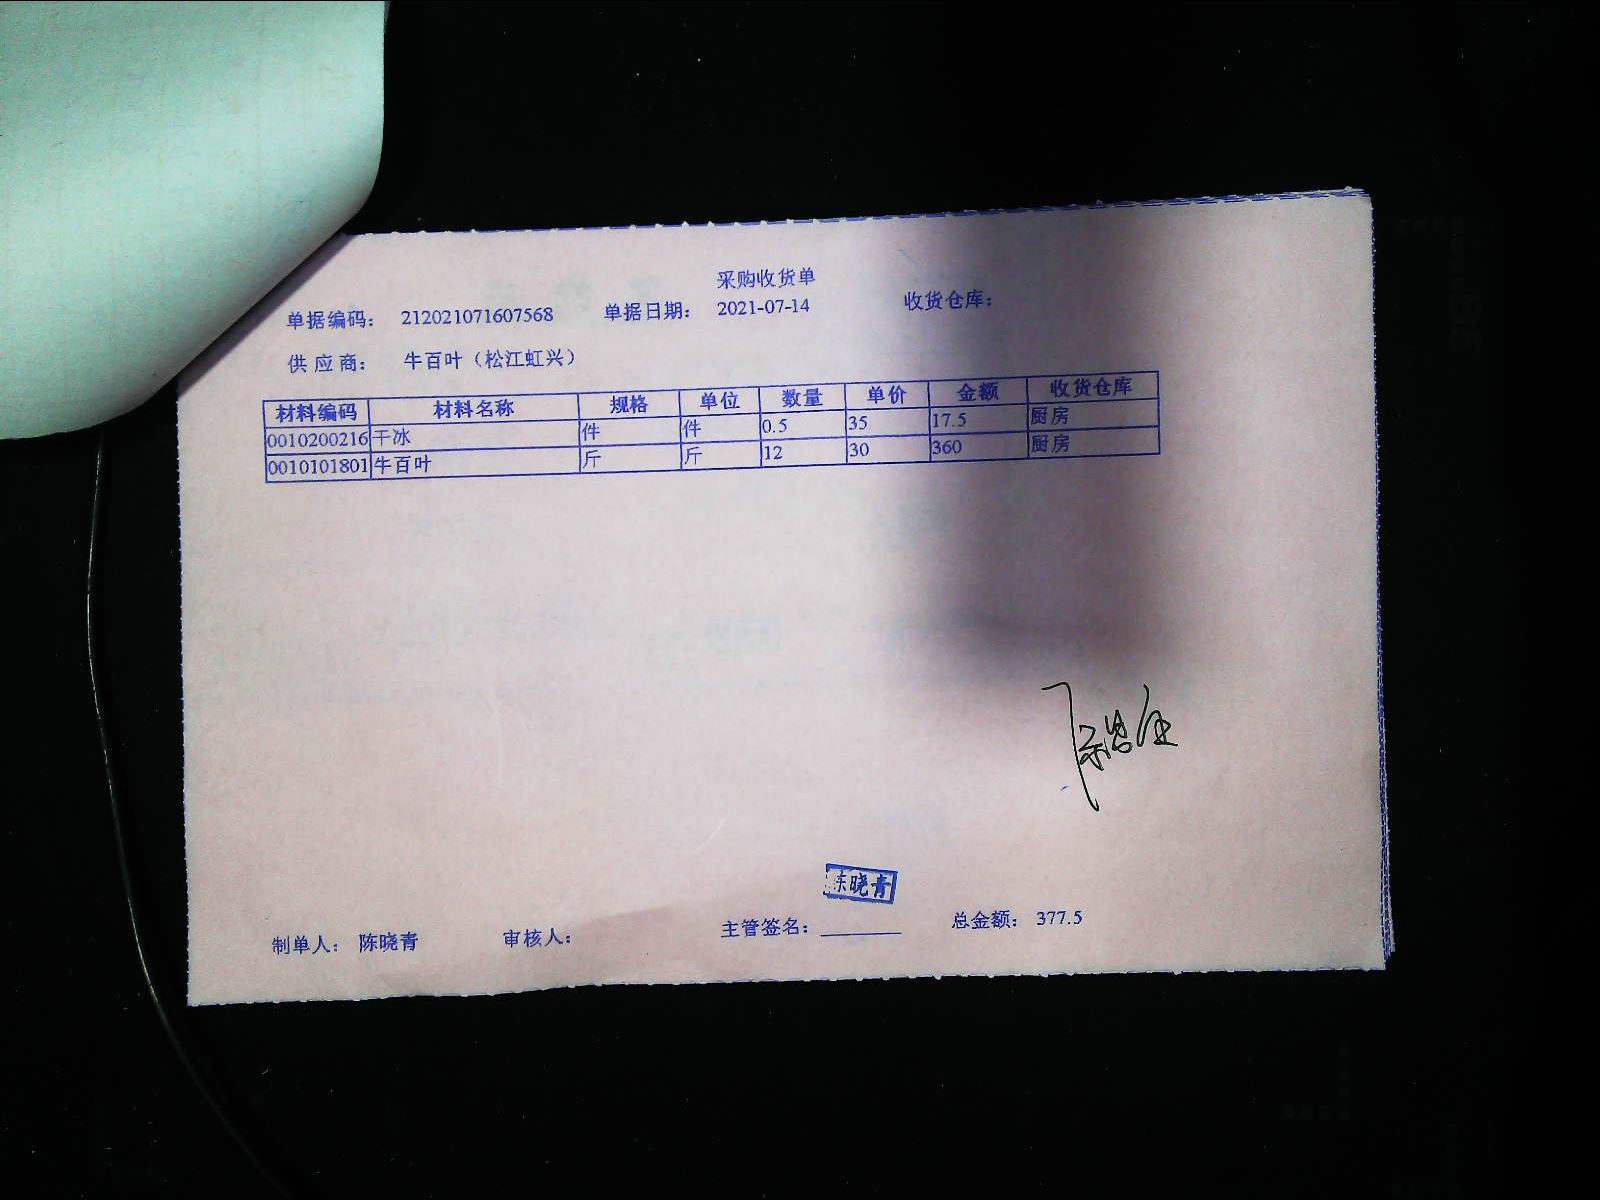 采购收货单
单据编码： 212021071607568 单据日期： 2021-07-14 收货仓库：
供 应 商： 牛百叶（松江虹兴）
材料编码 材料名称 规格 单位 数量 单价 金额 收货仓库
0010200216 干冰 件 件 0.5 35 17.5 厨房
0010101801 牛百叶 斤 斤 12 30 360 厨房
陈晓青
制单人： 陈晓青 审核人： 主管签名： 总金额： 377.5